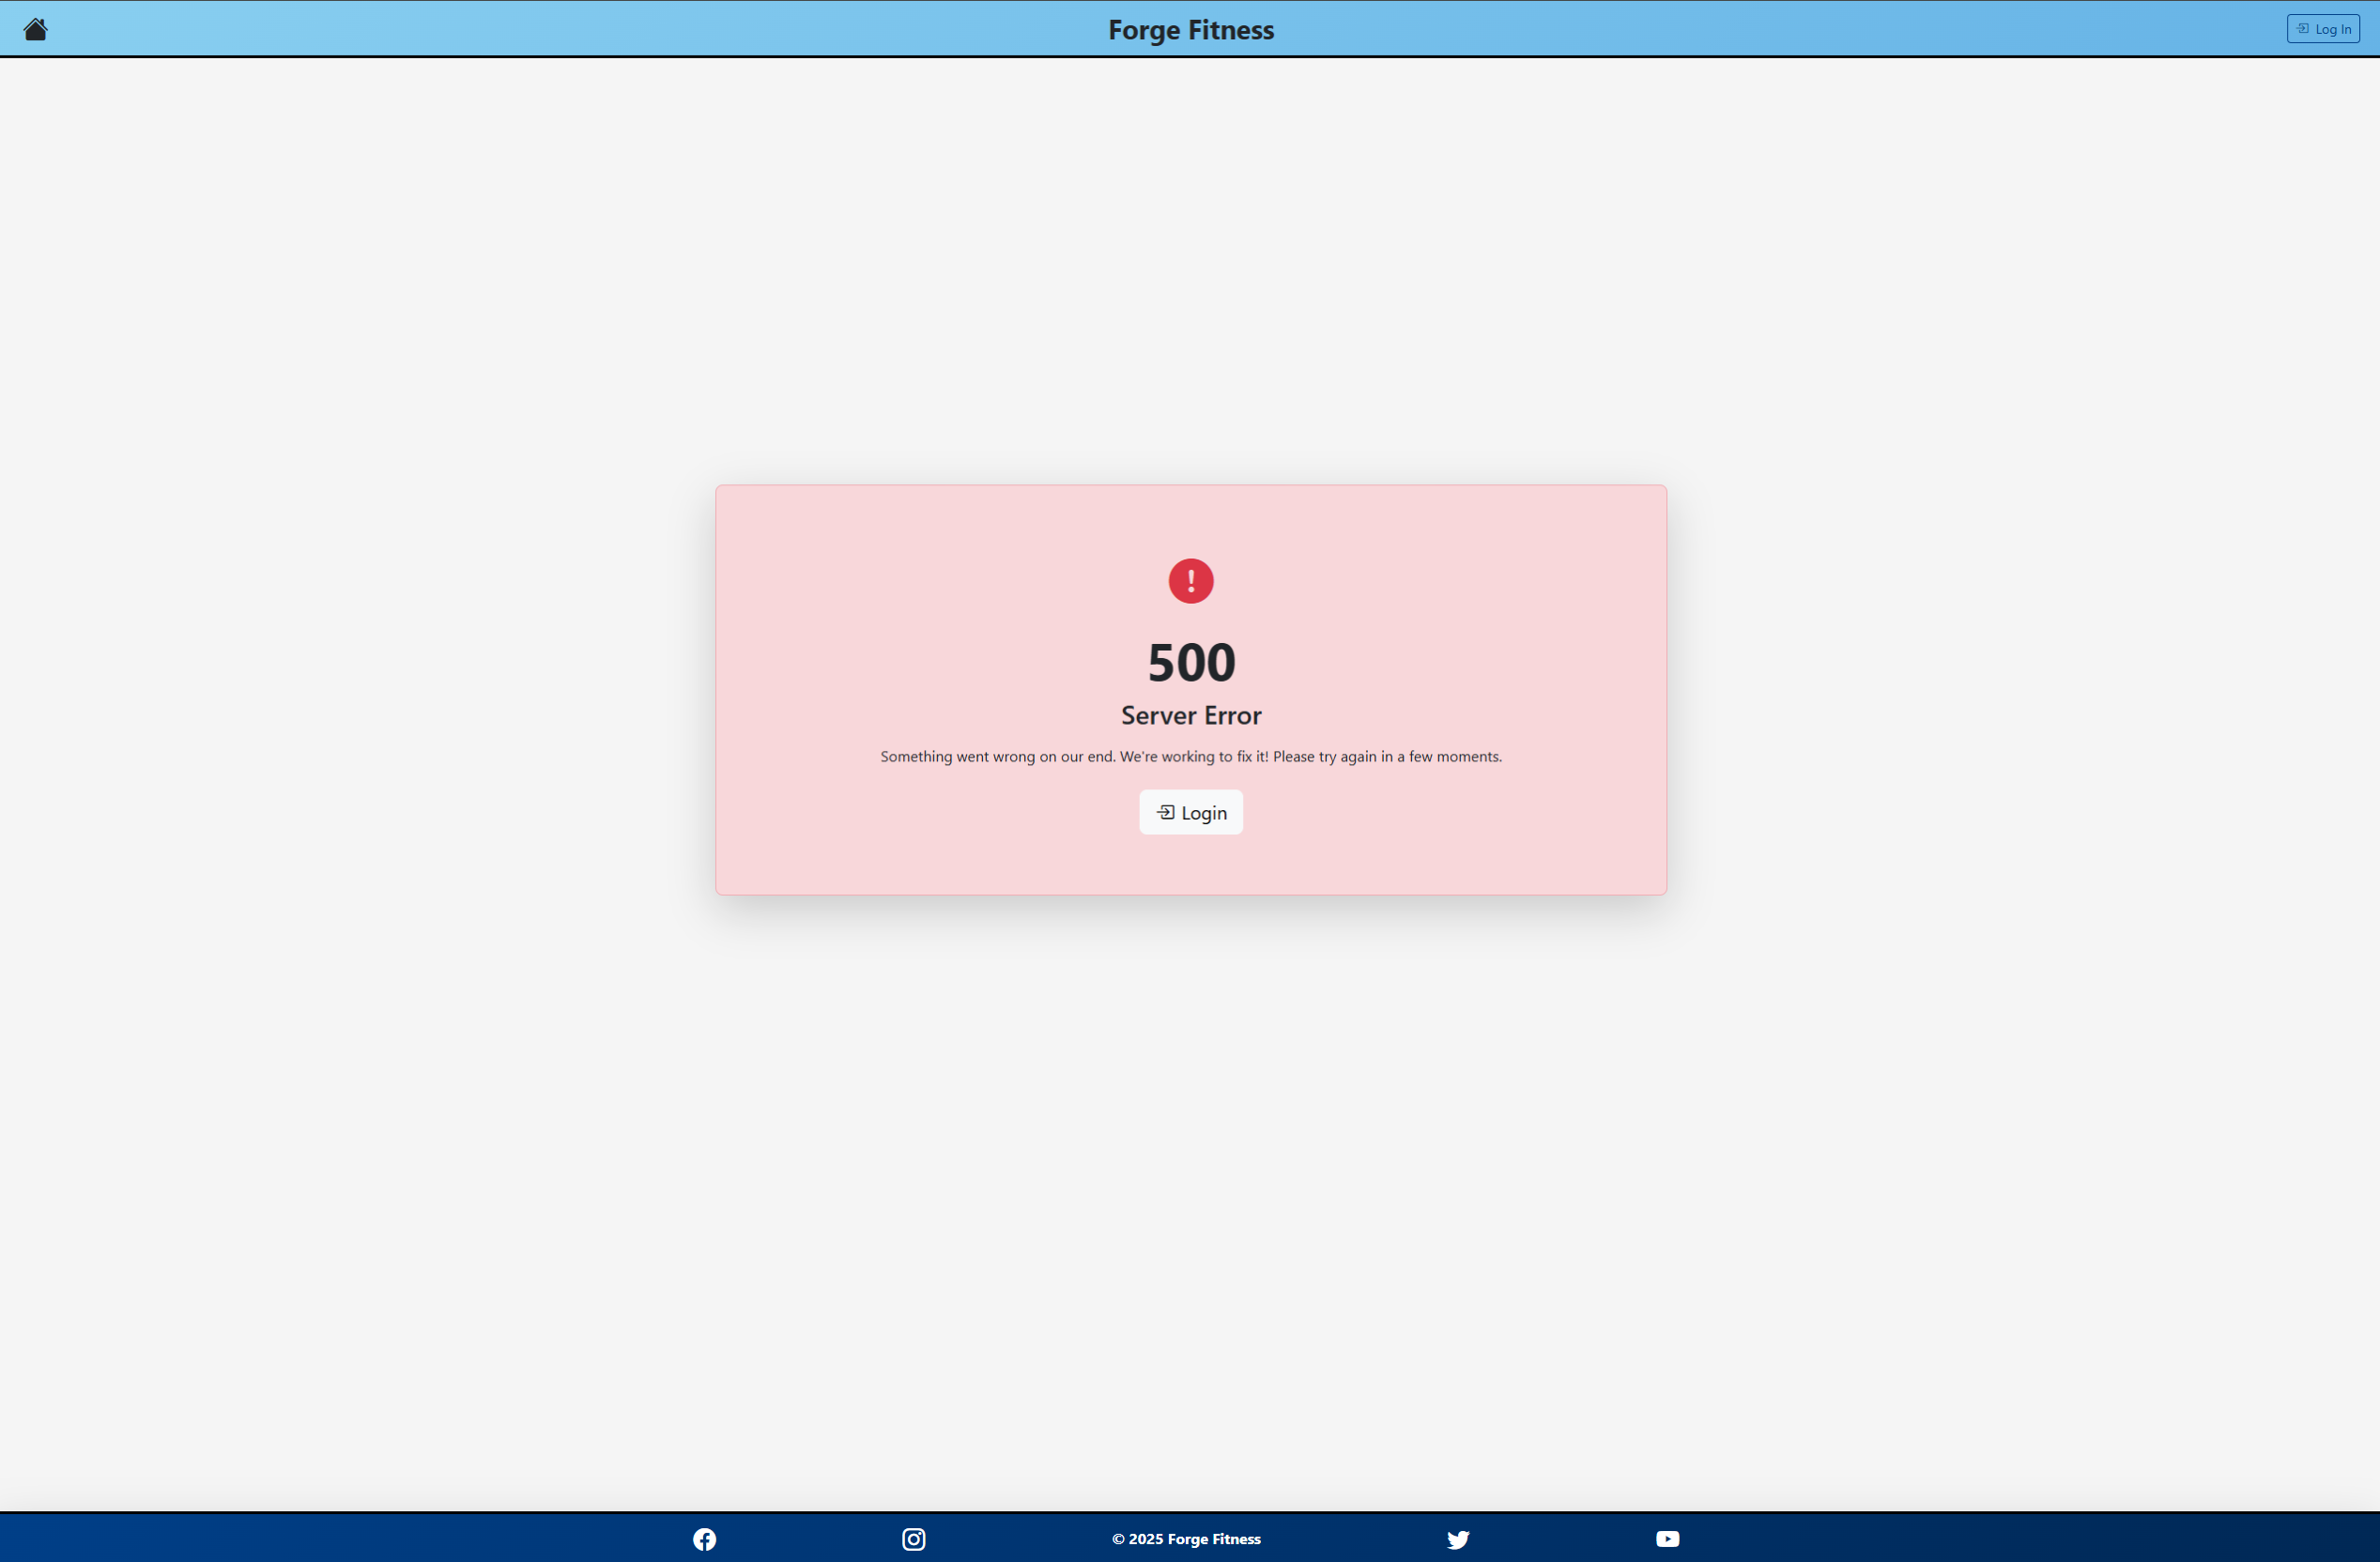 Forge Fitness
Log In
500
Server Error
Something went wrong on our end. We're working to fix it! Please try again in a few moments.
Login
© 2025 Forge Fitness